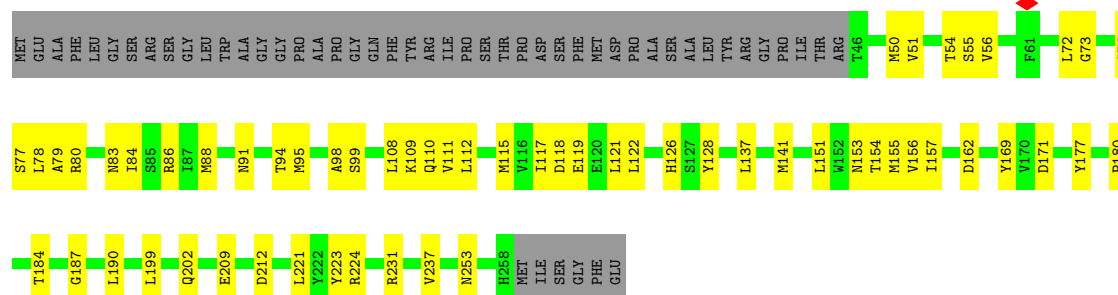 MET GLU ALA PHE LEU GLY SER ARG SER GLY LEU TRP ALA GLY GLY PRO ALA PRO GLY GLN PHE TYR ARG ILE PRO SER THR PRO ASP SER PHE MET ASP PRO ALA SER ALA LEU TYR ARG GLY PRO ILE THR ARG T46 M50 V51 T54 S55 V56 F61 L72 G73
S77 L78 A79 R80 N83 I84 S85 R86 I87 M88 N91 T94 M95 A98 S99 L108 K109 Q110 V111 L112 M115 V116 I117 D118 E119 E120 L121 L122 H126 S127 Y128 L137 M141 L151 W152 N153 T154 M155 V156 I157 D162 Y169 V170 D171 Y177 R180
T184 G187 L190 L199 Q202 E209 D212 L221 Y222 Y223 R224 R231 V237 N253 H258 MET ILE SER GLY PHE GLU